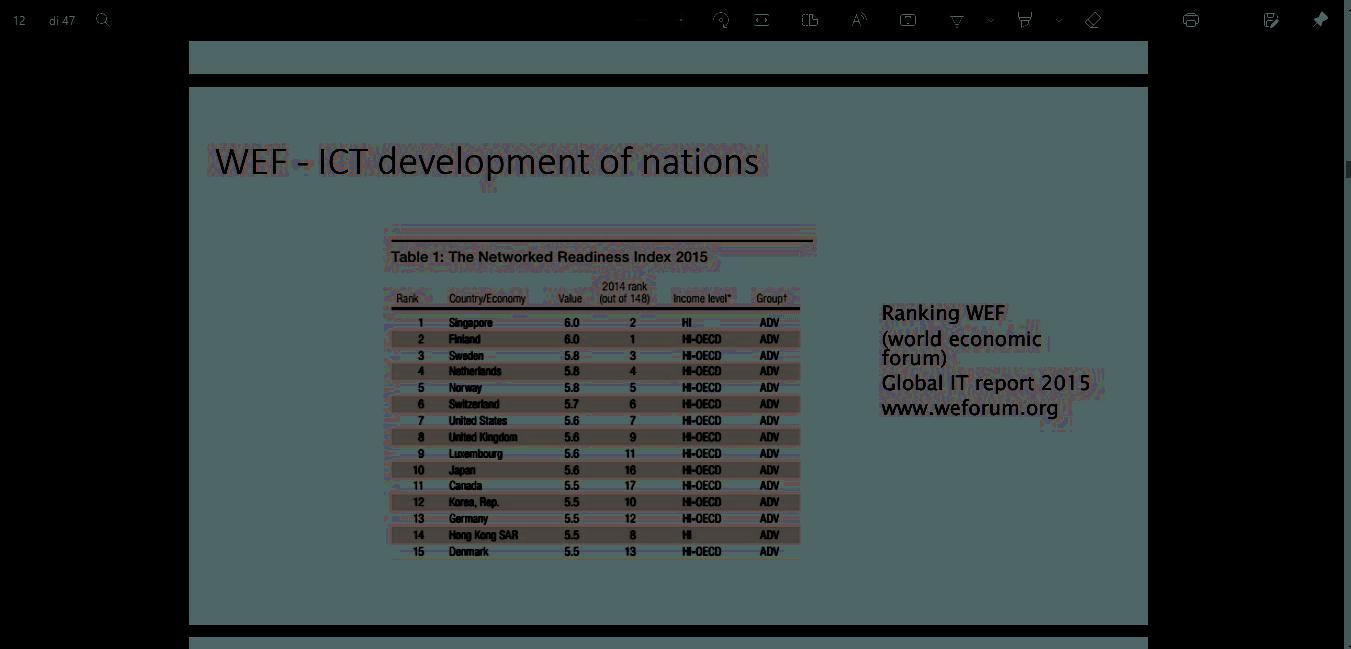 12 di 47
WEF - ICT development of nations
Table 1: The Networked Readiness Index 2015
Rank Country/Economy Value 2014 rank (out of 148) Income level* Group†
1 Singapore 6.0 2 HI ADV
2 Finland 6.0 1 HI-OECD ADV
3 Sweden 5.8 3 HI-OECD ADV
4 Netherlands 5.8 4 HI-OECD ADV
5 Norway 5.8 5 HI-OECD ADV
6 Switzerland 5.7 6 HI-OECD ADV
7 United States 5.6 7 HI-OECD ADV
8 United Kingdom 5.6 9 HI-OECD ADV
9 Luxembourg 5.6 11 HI-OECD ADV
10 Japan 5.6 16 HI-OECD ADV
11 Canada 5.5 17 HI-OECD ADV
12 Korea, Rep. 5.5 10 HI-OECD ADV
13 Germany 5.5 12 HI-OECD ADV
14 Hong Kong SAR 5.5 8 HI ADV
15 Denmark 5.5 13 HI-OECD ADV
Ranking WEF
(world economic
forum)
Global IT report 2015
www.weforum.org